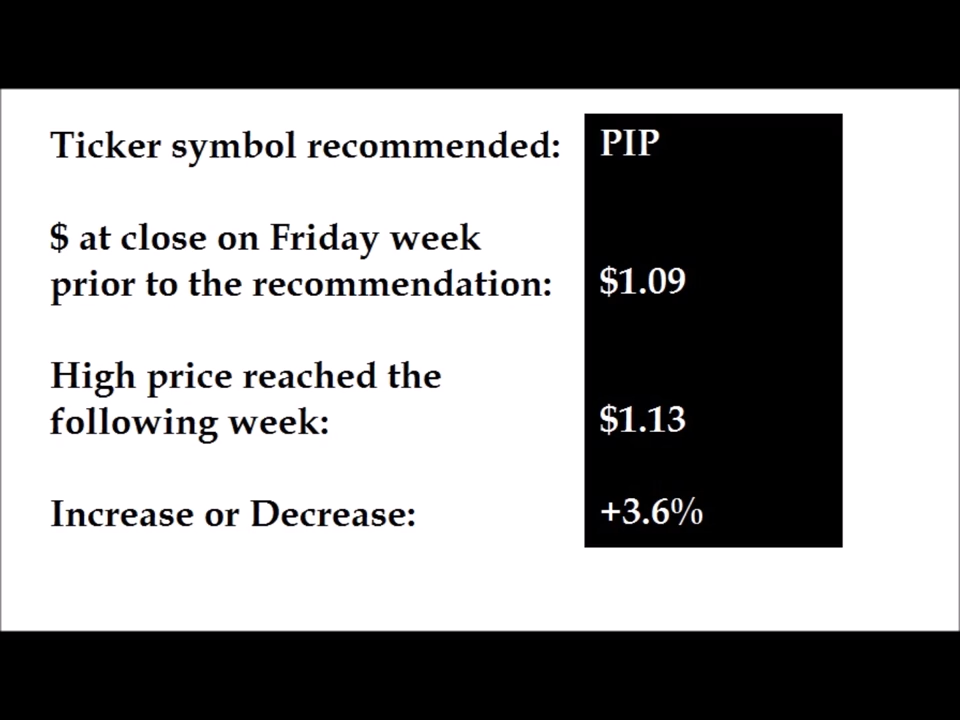 Ticker symbol recommended: PIP
$ at close on Friday week
prior to the recommendation: $1.09
High price reached the
following week: $1.13
Increase or Decrease: +3.6%